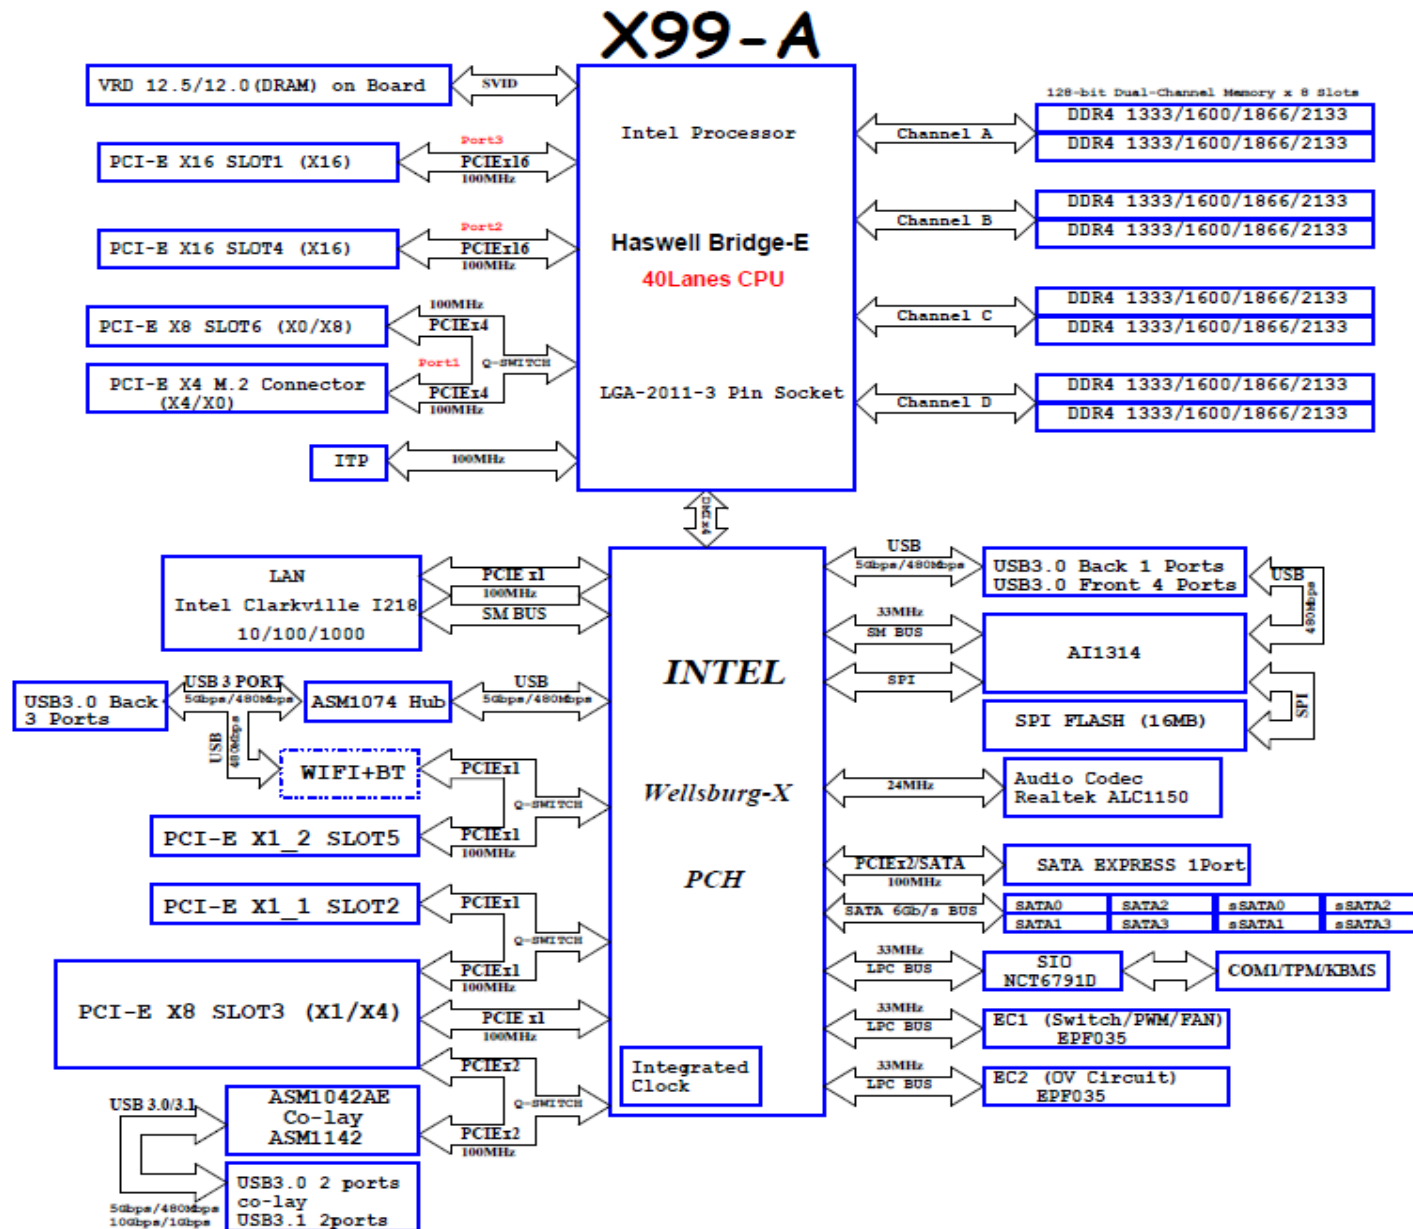 X99-A
VRD 12.5/12.0(DRAM) on Board
SVID
PCI-E X16 SLOT1 (X16)
Port3
PCIEx16
100MHz
PCI-E X16 SLOT4 (X16)
Port2
PCIEx16
100MHz
PCI-E X8 SLOT6 (X0/X8)
100MHz
PCIEx4
Port1
Q-SWITCH
PCI-E X4 M.2 Connector
(X4/X0)
PCIEx4
100MHz
ITP
100MHz
Intel Processor
Haswell Bridge-E
40Lanes CPU
LGA-2011-3 Pin Socket
128-bit Dual-Channel Memory x 8 Slots
Channel A
DDR4 1333/1600/1866/2133
DDR4 1333/1600/1866/2133
Channel B
DDR4 1333/1600/1866/2133
DDR4 1333/1600/1866/2133
Channel C
DDR4 1333/1600/1866/2133
DDR4 1333/1600/1866/2133
Channel D
DDR4 1333/1600/1866/2133
DDR4 1333/1600/1866/2133
DMI x4
LAN
Intel Clarkville I218
10/100/1000
PCIE x1
100MHz
SM BUS
USB3.0 Back
3 Ports
USB 3 PORT
5Gbps/480Mbps
ASM1074 Hub
USB
5Gbps/480Mbps
USB
480Mbps
WIFI+BT
PCIEx1
Q-SWITCH
PCI-E X1_2 SLOT5
PCIEx1
100MHz
PCI-E X1_1 SLOT2
PCIEx1
Q-SWITCH
PCIEx1
100MHz
PCI-E X8 SLOT3 (X1/X4)
PCIE x1
100MHz
PCIEx2
Q-SWITCH
PCIEx2
100MHz
USB 3.0/3.1
ASM1042AE
Co-lay
ASM1142
USB3.0 2 ports
co-lay
USB3.1 2ports
5Gbps/480Mbps
10Gbps/1Gbps
INTEL
Wellsburg-X
PCH
Integrated
Clock
USB
5Gbps/480Mbps
USB3.0 Back 1 Ports
USB3.0 Front 4 Ports
USB
480Mbps
33MHz
SM BUS
AI1314
SPI
SPI FLASH (16MB)
SPI
24MHz
Audio Codec
Realtek ALC1150
PCIEx2/SATA
100MHz
SATA EXPRESS 1Port
SATA 6Gb/s BUS
SATA0 SATA2 sSATA0 sSATA2
SATA1 SATA3 sSATA1 sSATA3
33MHz
LPC BUS
SIO
NCT6791D
COM1/TPM/KBMS
33MHz
LPC BUS
EC1 (Switch/PWM/FAN)
EPF035
33MHz
LPC BUS
EC2 (OV Circuit)
EPF035